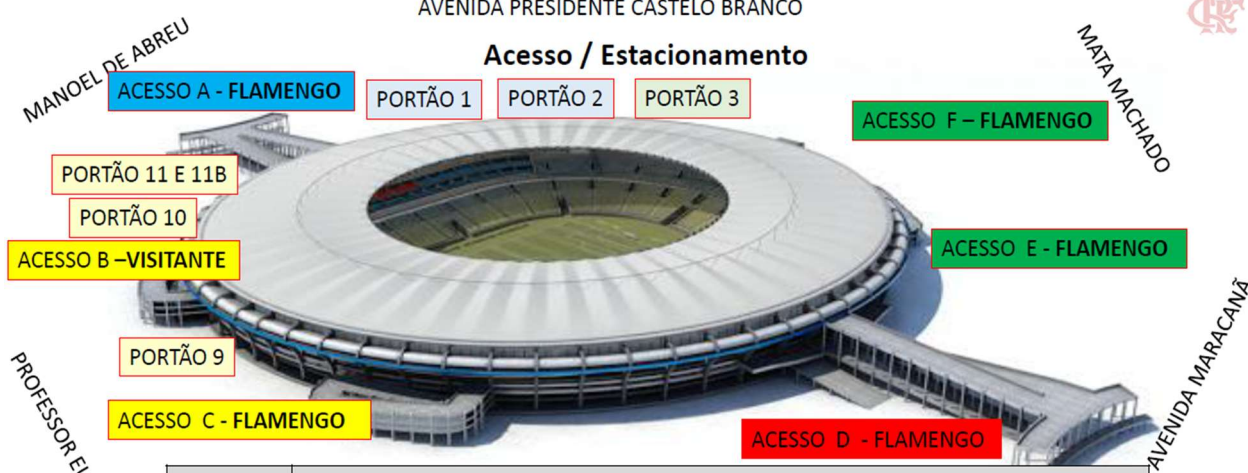 AVENIDA PRESIDENTE CASTELO BRANCO
MANOEL DE ABREU
Acesso / Estacionamento
MATA MACHADO
ACESSO A - FLAMENGO
PORTÃO 1
PORTÃO 2
PORTÃO 3
ACESSO F – FLAMENGO
PORTÃO 11 E 11B
PORTÃO 10
ACESSO B –VISITANTE
ACESSO E - FLAMENGO
PORTÃO 9
PROFESSOR
AVENIDA MARACANÃ
ACESSO C - FLAMENGO
ACESSO D - FLAMENGO